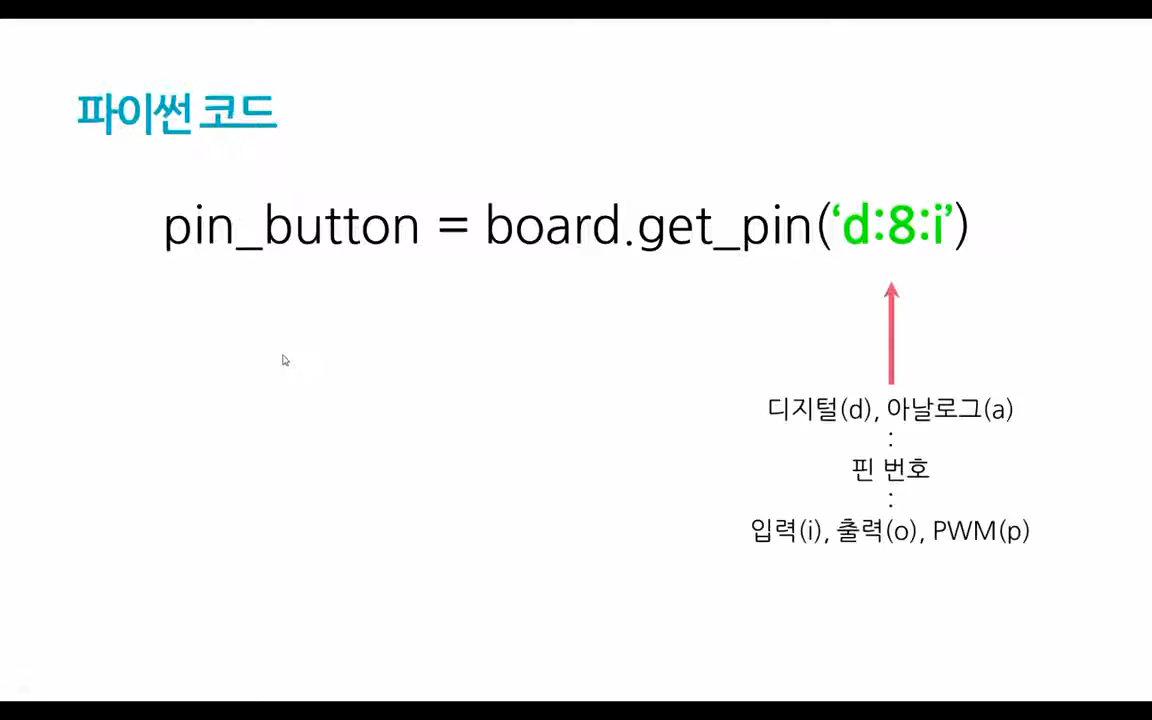 파이썬 코드
pin_button = board.get_pin(‘d:8:i’)
디지털(d), 아날로그(a)
:
핀 번호
:
입력(i), 출력(o), PWM(p)